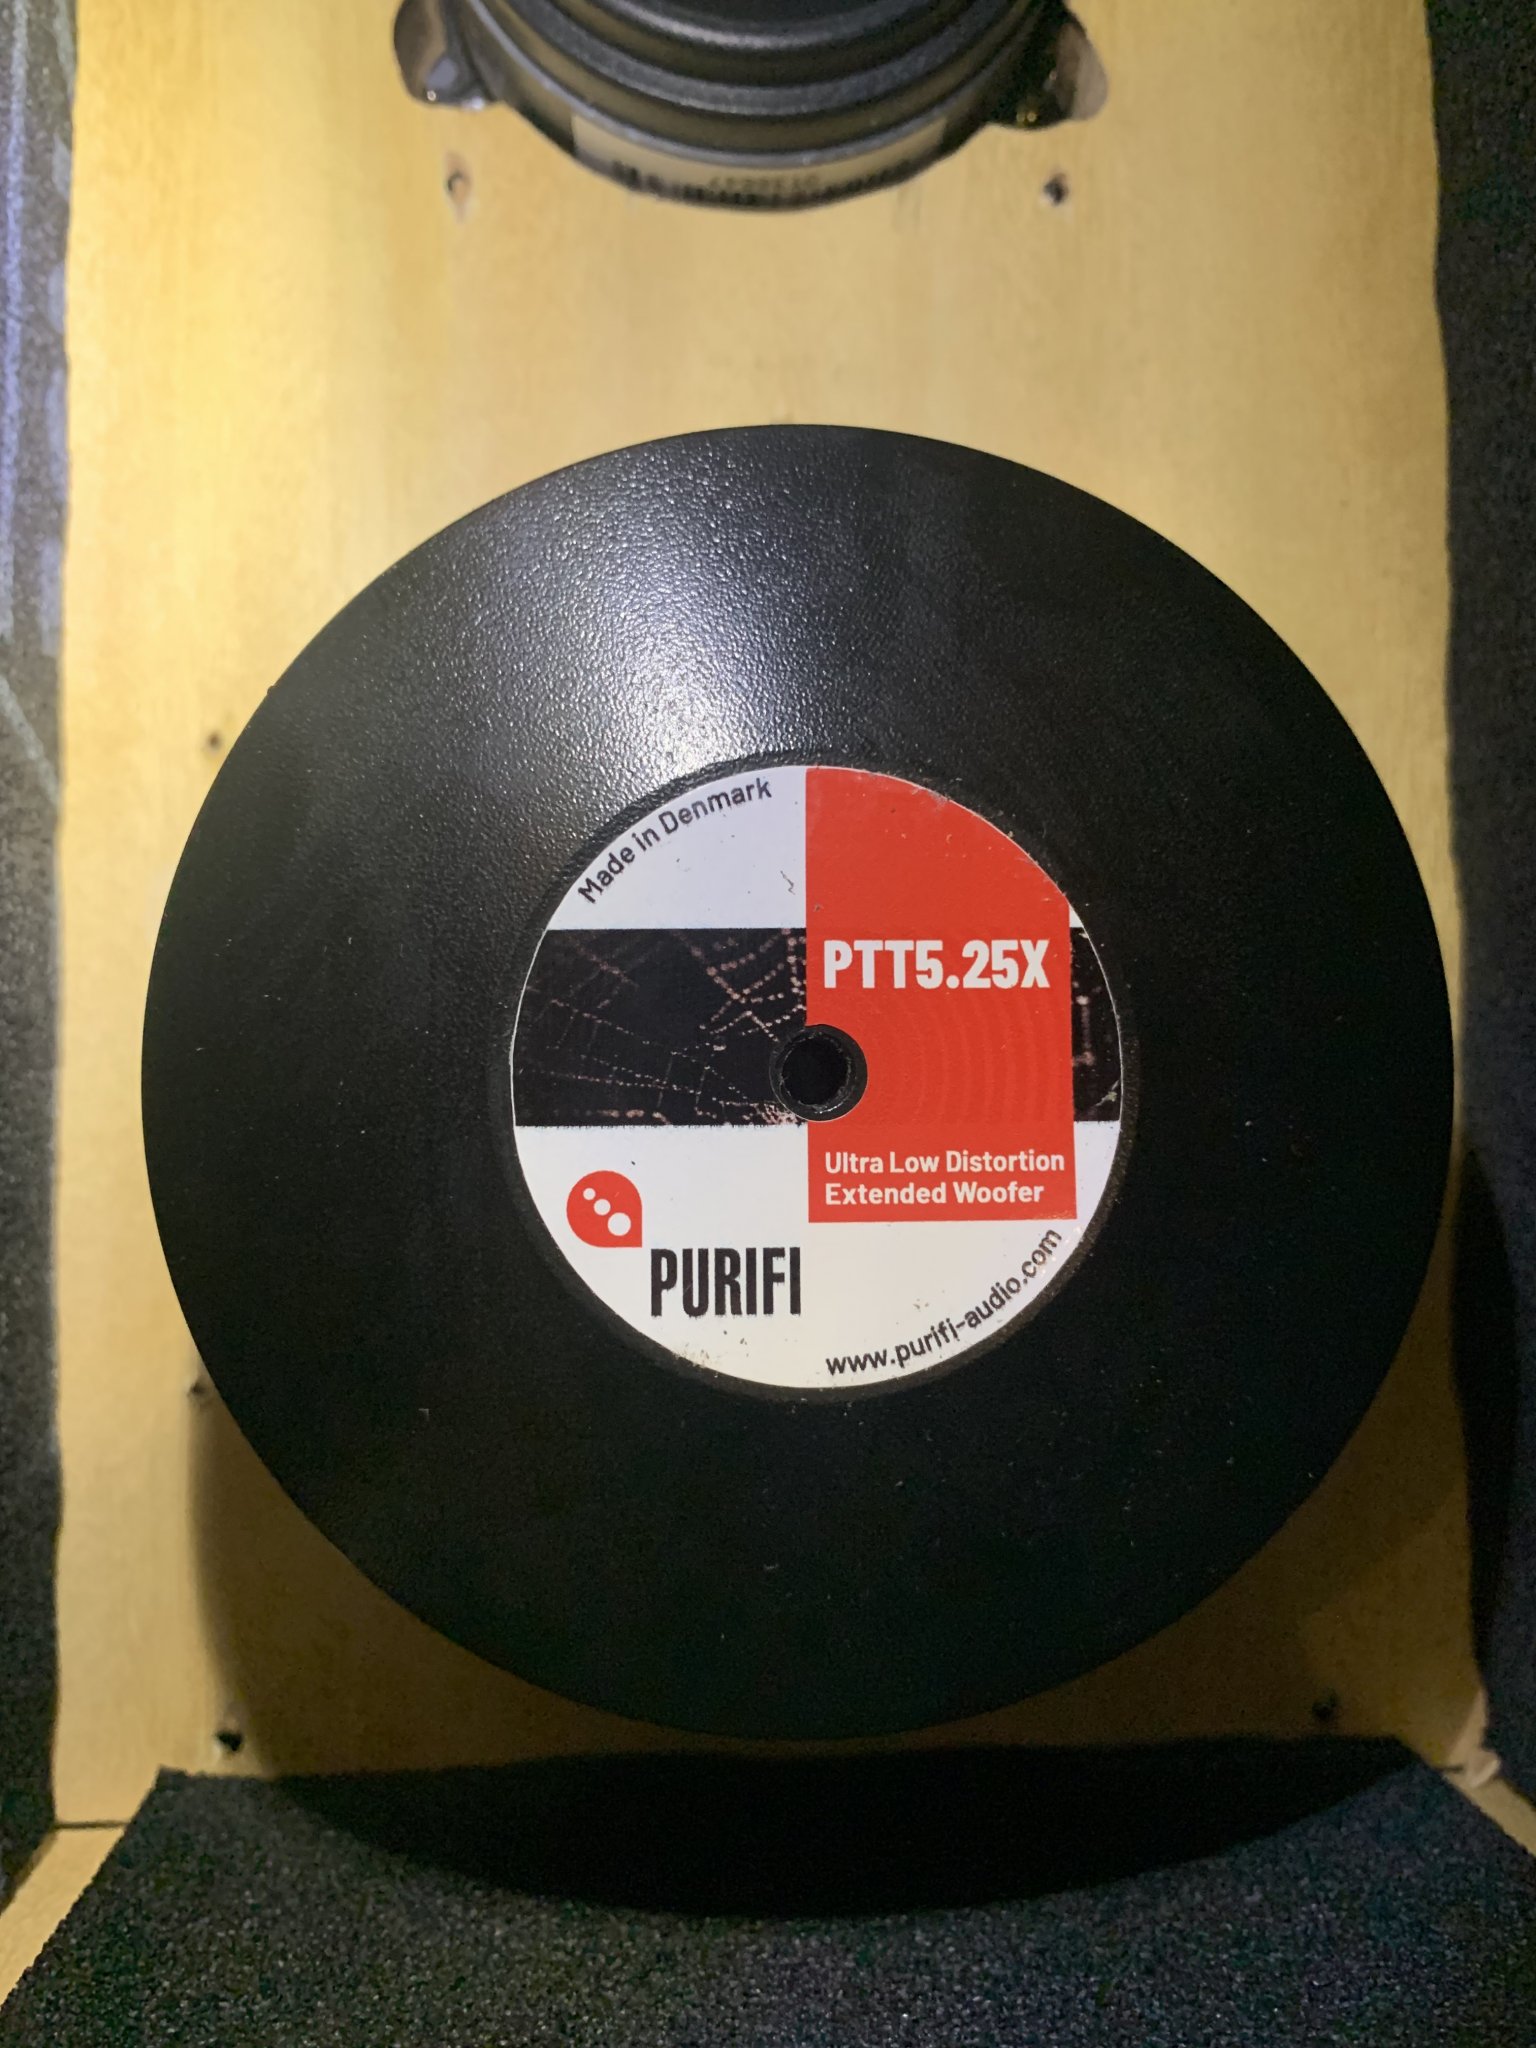 Made in Denmark
PTT5.25X
Ultra Low Distortion
Extended Woofer
PURIFI
www.purifi-audio.com